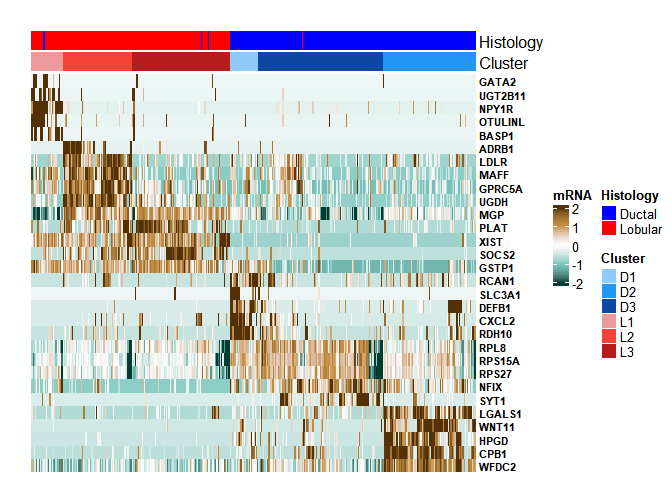 Histology
Cluster
GATA2
UGT2B11
NPY1R
OTULINL
BASP1
ADRB1
LDLR
MAFF
GPRC5A
UGDH
MGP
PLAT
XIST
SOCS2
GSTP1
RCAN1
SLC3A1
DEFB1
CXCL2
RDH10
RPL8
RPS15A
RPS27
NFIX
SYT1
LGALS1
WNT11
HPGD
CPB1
WFDC2
mRNA
2
1
0
-1
-2
Histology
Ductal
Lobular
Cluster
D1
D2
D3
L1
L2
L3